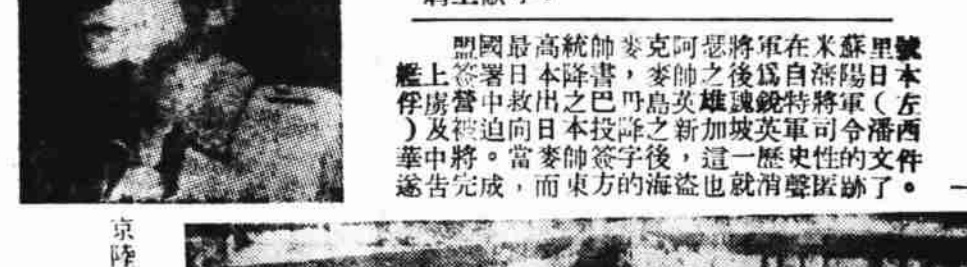 盟國最高統帥麥克阿瑟將軍在米蘇里號
艦上簽署日本降書，麥帥之後爲自瀋陽日本
俘虜營中救出之巴丹島英雄魏銳特將軍（左
）及被迫向日本投降之新加坡英軍司令潘西
華中將。當麥帥簽字後，這一歷史性的文件
遂告完成，而東方的海盜也就消聲匿跡了。
京陸